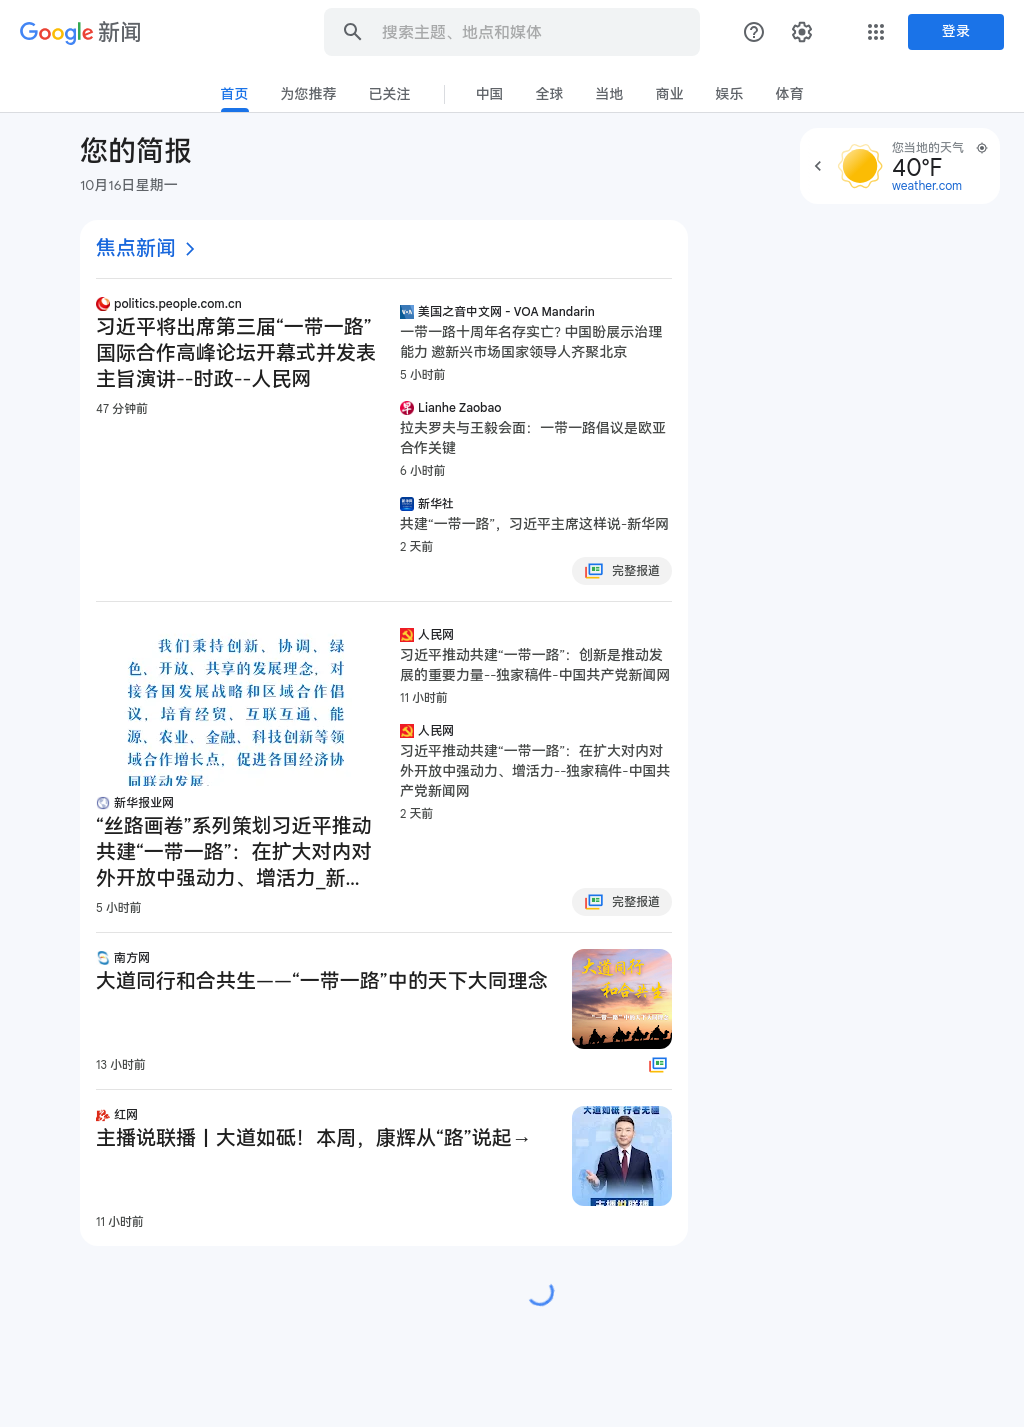 Google 新闻
搜索主题、地点和媒体
登录
首页
为您推荐
已关注
中国
全球
当地
商业
娱乐
体育
您的简报
10月16日星期一
您当地的天气
40°F
weather.com
焦点新闻
politics.people.com.cn
习近平将出席第三届“一带一路”
国际合作高峰论坛开幕式并发表
主旨演讲--时政--人民网
47 分钟前
美国之音中文网 - VOA Mandarin
一带一路十周年名存实亡? 中国盼展示治理
能力 邀新兴市场国家领导人齐聚北京
5 小时前
Lianhe Zaobao
拉夫罗夫与王毅会面：一带一路倡议是欧亚
合作关键
6 小时前
新华社
共建“一带一路”，习近平主席这样说-新华网
2 天前
完整报道
我们秉持创新、协调、绿
色、开放、共享的发展理念，对
接各国发展战略和区域合作倡
议，培育经贸、互联互通、能
源、农业、金融、科技创新等领
域合作增长点，促进各国经济协
同联动发展。
新华报业网
“丝路画卷”系列策划习近平推动
共建“一带一路”：在扩大对内对
外开放中强动力、增活力_新...
5 小时前
人民网
习近平推动共建“一带一路”：创新是推动发
展的重要力量--独家稿件-中国共产党新闻网
11 小时前
人民网
习近平推动共建“一带一路”：在扩大对内对
外开放中强动力、增活力--独家稿件-中国共
产党新闻网
2 天前
完整报道
南方网
大道同行和合共生——“一带一路”中的天下大同理念
13 小时前
大道同行
和合共生
红网
主播说联播丨大道如砥！本周，康辉从“路”说起→
11 小时前
大道如砥 行者无疆
主播说联播